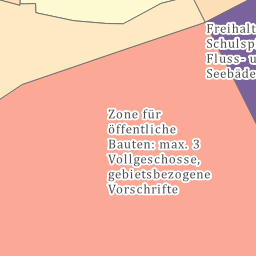 Freihalt
Schulsp
Fluss- u
Seebäde
Zone für
öffentliche
Bauten: max. 3
Vollgeschosse,
gebietsbezogene
Vorschrifte